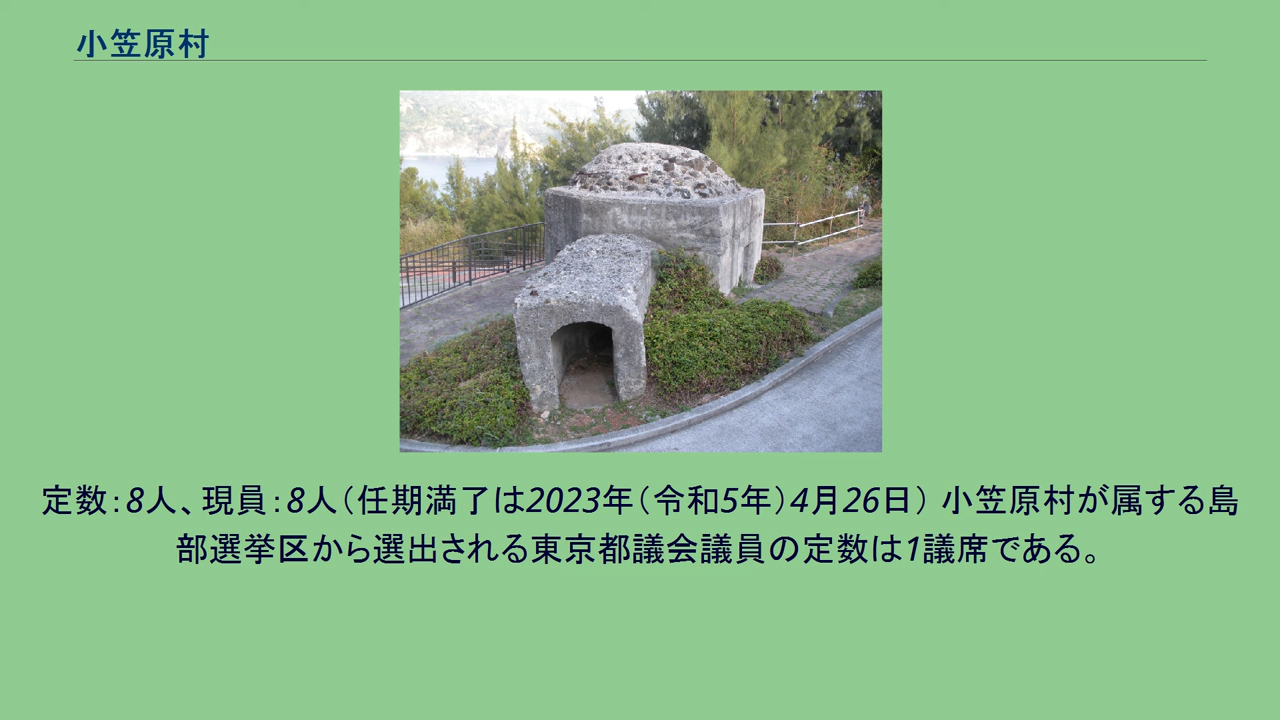 小笠原村
定数：8人、現員：8人（任期満了は2023年（令和5年）4月26日） 小笠原村が属する島
部選挙区から選出される東京都議会議員の定数は1議席である。